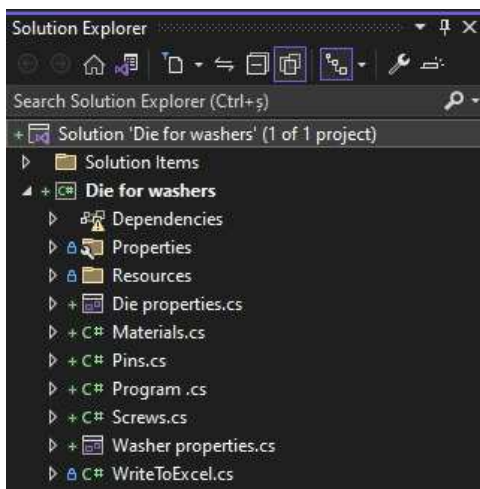 Solution Explorer
Search Solution Explorer (Ctrl+ş)
Solution 'Die for washers' (1 of 1 project)
Solution Items
C# Die for washers
Dependencies
Properties
Resources
Die properties.cs
C# Materials.cs
C# Pins.cs
C# Program .cs
C# Screws.cs
Washer properties.cs
C# WriteToExcel.cs